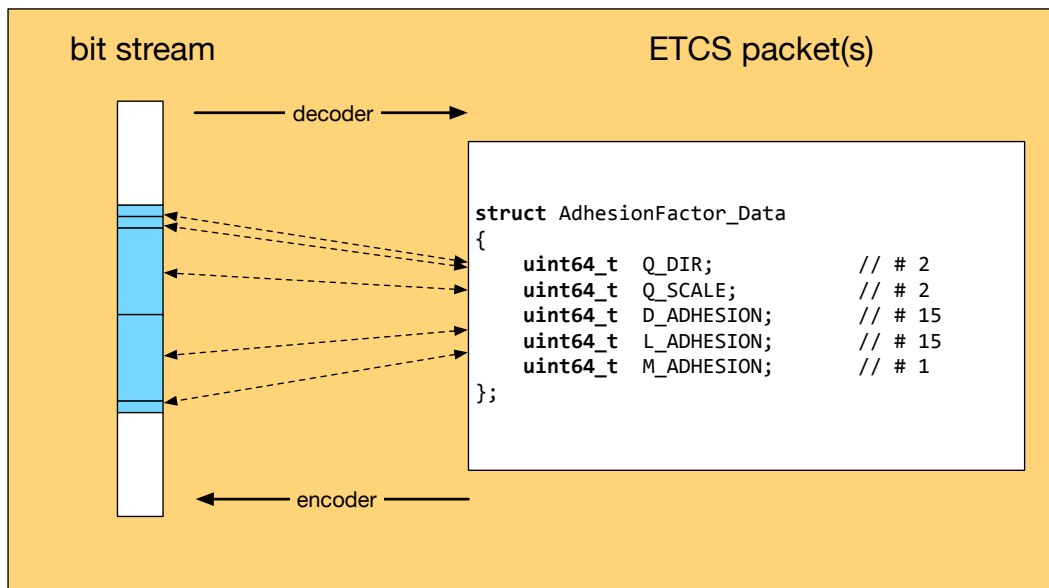 bit stream
ETCS packet(s)
decoder
struct AdhesionFactor_Data
{
    uint64_t  Q_DIR;            // # 2
    uint64_t  Q_SCALE;          // # 2
    uint64_t  D_ADHESION;       // # 15
    uint64_t  L_ADHESION;       // # 15
    uint64_t  M_ADHESION;       // # 1
};
encoder